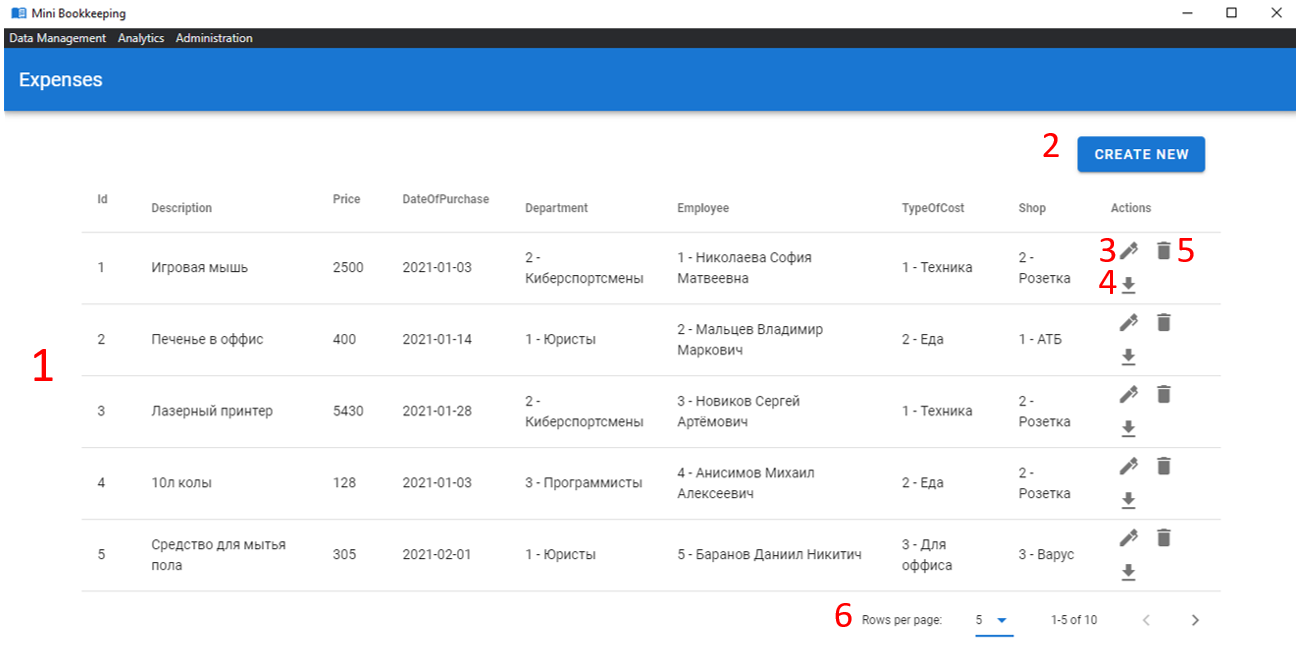 Mini Bookkeeping
Data Management Analytics Administration
Expenses
2 CREATE NEW
Id Description Price DateOfPurchase Department Employee TypeOfCost Shop Actions
1 Игровая мышь 2500 2021-01-03 2 - Киберспортсмены 1 - Николаева София Матвеевна 1 - Техника 2 - Розетка 3 5 4
1
2 Печенье в оффис 400 2021-01-14 1 - Юристы 2 - Мальцев Владимир Маркович 2 - Еда 1 - АТБ
3 Лазерный принтер 5430 2021-01-28 2 - Киберспортсмены 3 - Новиков Сергей Артёмович 1 - Техника 2 - Розетка
4 10л колы 128 2021-01-03 3 - Программисты 4 - Анисимов Михаил Алексеевич 2 - Еда 2 - Розетка
5 Средство для мытья пола 305 2021-02-01 1 - Юристы 5 - Баранов Даниил Никитич 3 - Для оффиса 3 - Варус
6 Rows per page: 5 1-5 of 10